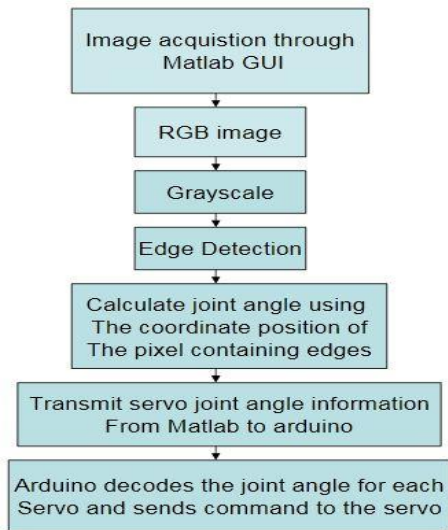 Image acquistion through
Matlab GUI
RGB image
Grayscale
Edge Detection
Calculate joint angle using
The coordinate position of
The pixel containing edges
Transmit servo joint angle information
From Matlab to arduino
Arduino decodes the joint angle for each
Servo and sends command to the servo